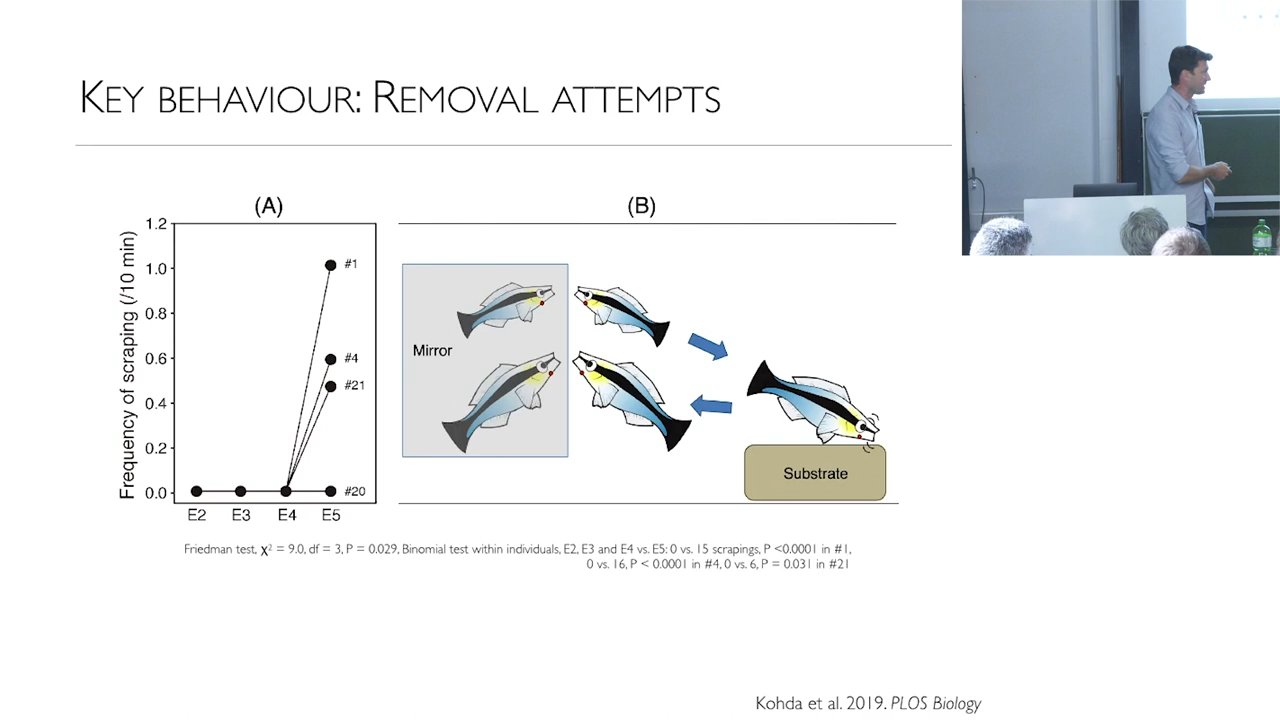 KEY BEHAVIOUR: REMOVAL ATTEMPTS
(A)
(B)
Frequency of scraping (/10 min)
1.2
1.0
0.8
0.6
0.4
0.2
0.0
E2 E3 E4 E5
#1
#4
#21
#20
Mirror
Substrate
Friedman test, χ² = 9.0, df = 3, P = 0.029, Binomial test within individuals, E2, E3 and E4 vs. E5: 0 vs. 15 scrapings, P <0.0001 in #1,
0 vs. 16, P < 0.0001 in #4, 0 vs. 6, P = 0.031 in #21
Kohda et al. 2019. PLOS Biology